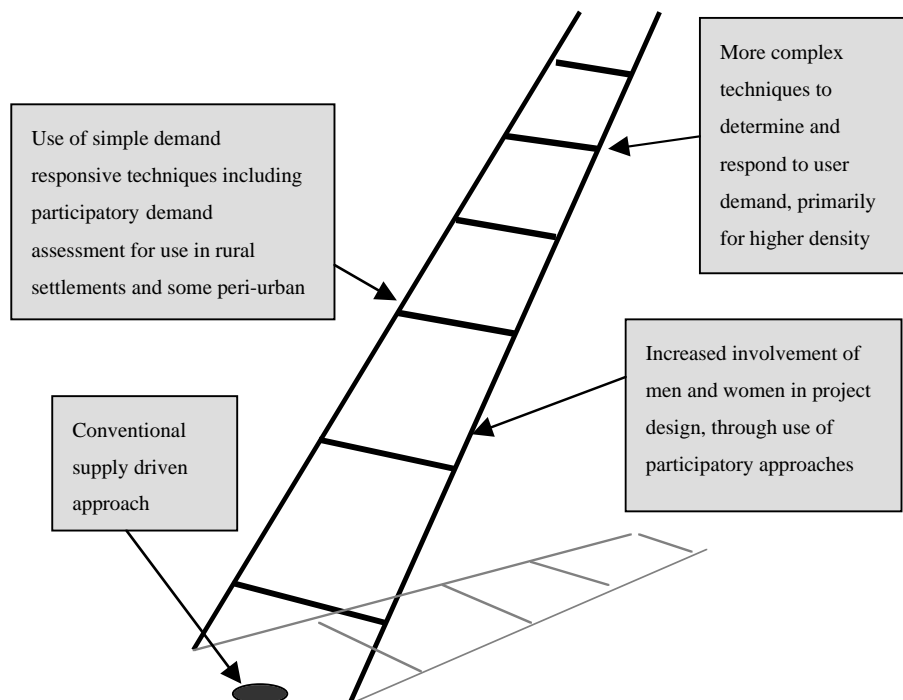 More complex
techniques to
determine and
respond to user
demand, primarily
for higher density
Use of simple demand
responsive techniques including
participatory demand
assessment for use in rural
settlements and some peri-urban
Increased involvement of
men and women in project
design, through use of
participatory approaches
Conventional
supply driven
approach